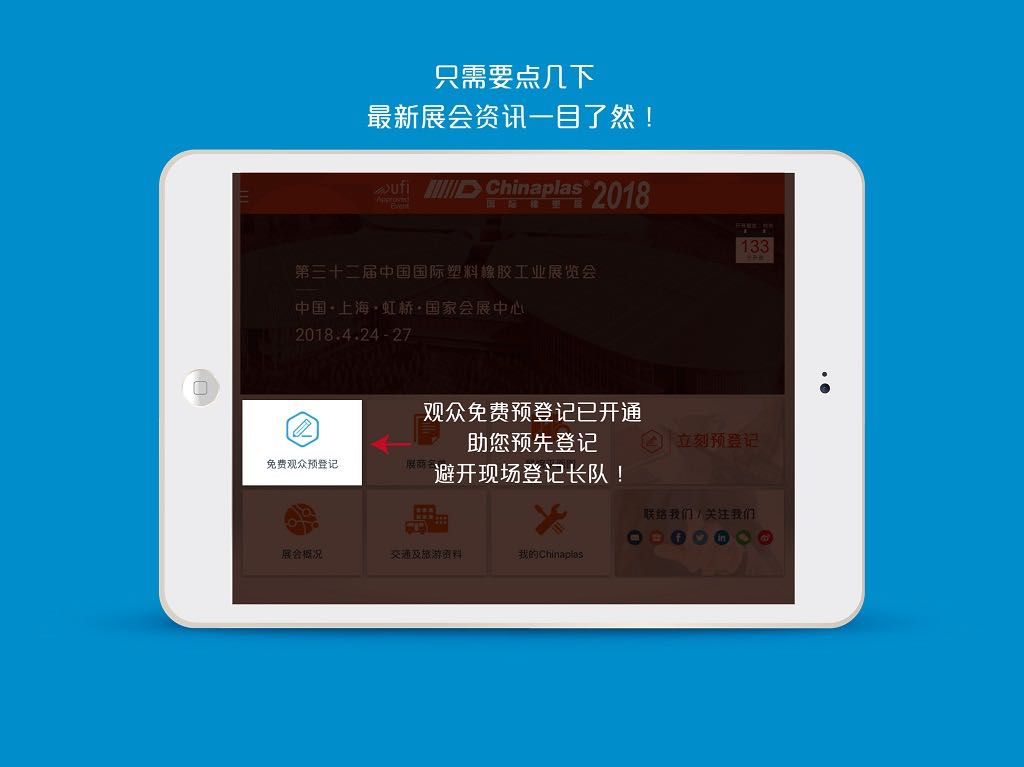 只需要点几下
最新展会资讯一目了然！
ufi
Approved
Event
Chinaplas®
国际橡塑展
2018
133
第三十二届中国国际塑料橡胶工业展览会
中国·上海·虹桥·国家会展中心
2018.4.24-27
观众免费预登记已开通
助您预先登记
避开现场登记长队！
免费观众预登记
立刻预登记
联络我们 / 关注我们
展会概况
交通及旅游资料
我的Chinaplas